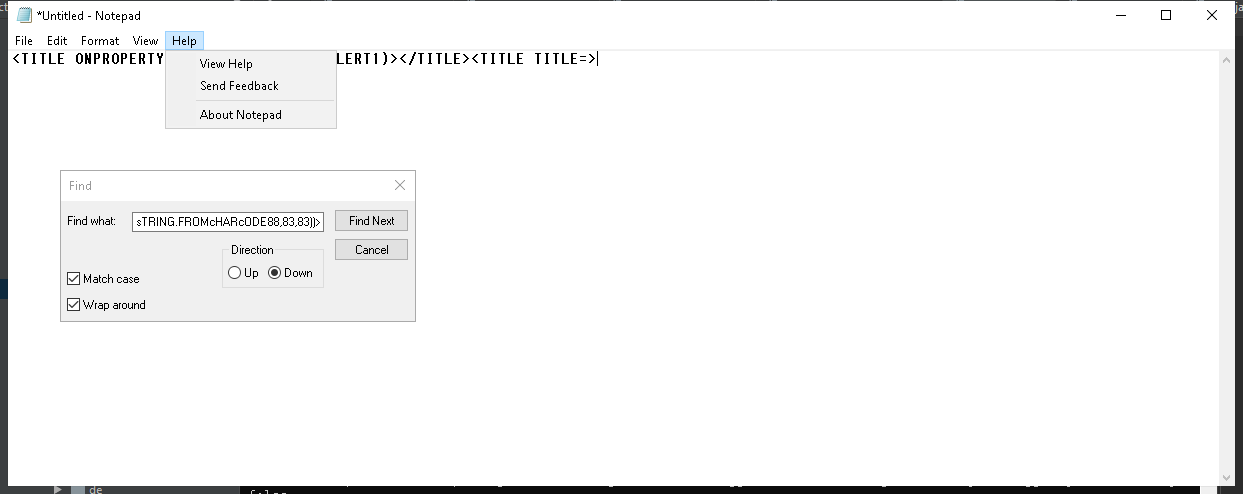 *Untitled - Notepad
File Edit Format View Help
<TITLE ONPROPERTY LERT1)></TITLE><TITLE TITLE=>
View Help
Send Feedback
About Notepad
Find
Find what: sTRING.FROMcHARcODE88,83,83))> Find Next
Direction Cancel
Up Down
Match case
Wrap around
de